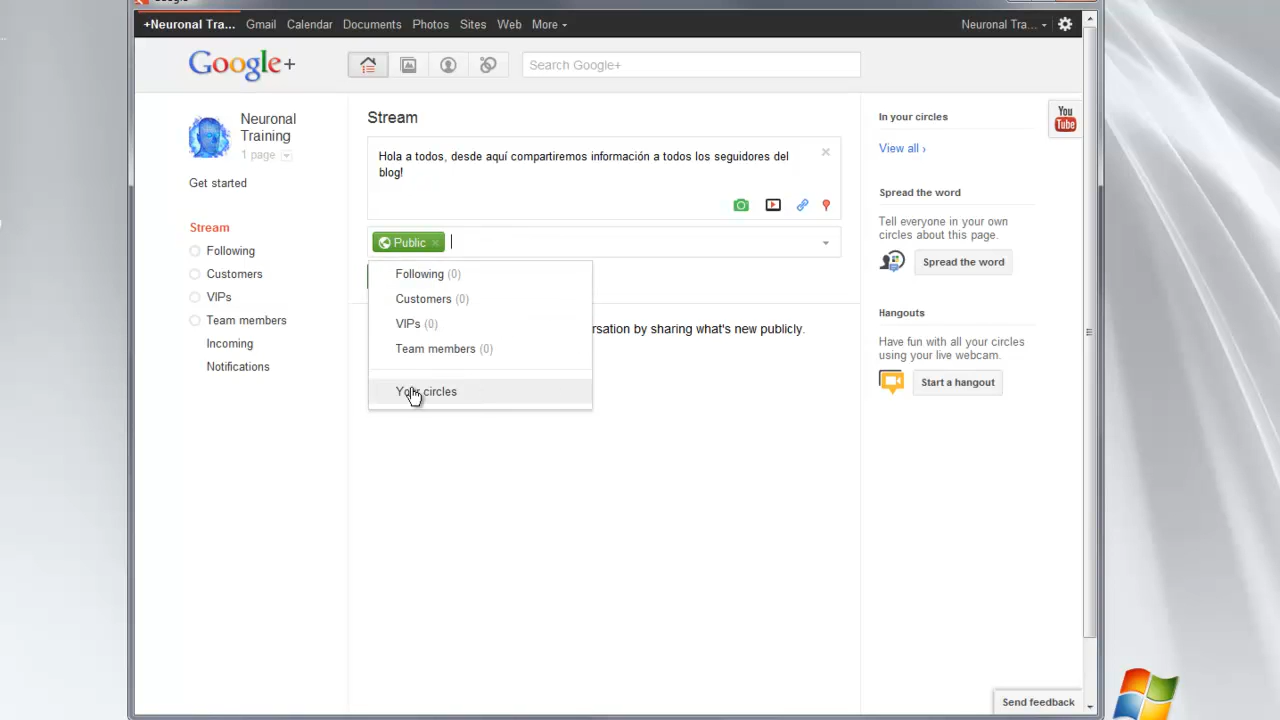 +Neuronal Tra... Gmail Calendar Documents Photos Sites Web More Neuronal Tra...
Google+
Search Google+
Neuronal
Training
1 page
Get started
Stream
Following
Customers
VIPs
Team members
Incoming
Notifications
Stream
Hola a todos, desde aquí compartiremos información a todos los seguidores del
blog!
Public
Following (0)
Customers (0)
VIPs (0)
Team members (0)
Your circles
sation by sharing what's new publicly.
In your circles
View all ›
You
Tube
Spread the word
Tell everyone in your own
circles about this page.
Spread the word
Hangouts
Have fun with all your circles
using your live webcam.
Start a hangout
Send feedback